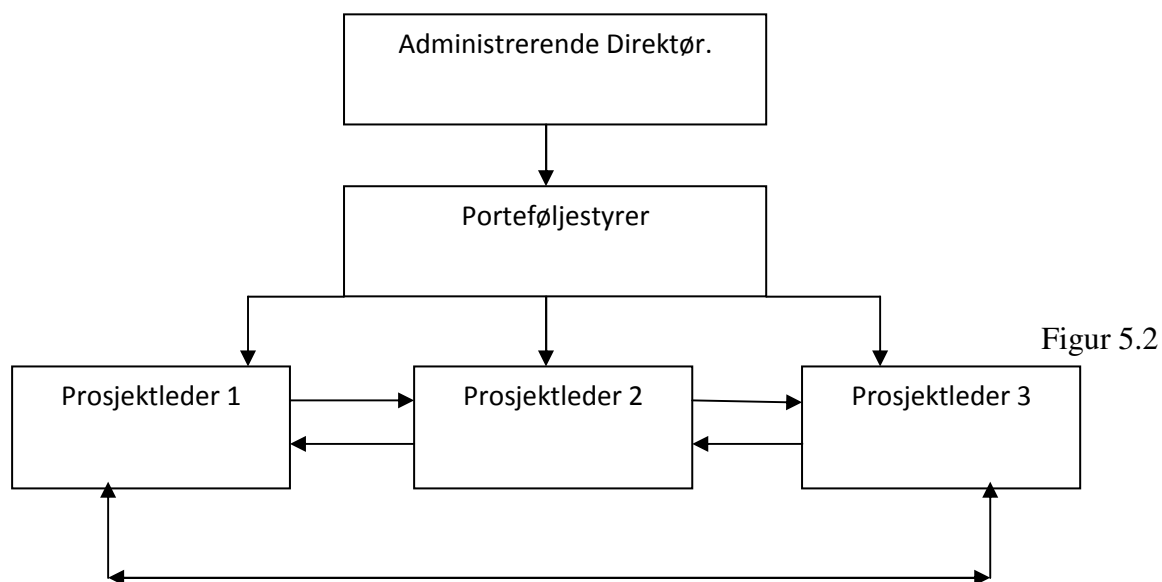 Administrerende Direktør.
Porteføljestyrer
Figur 5.2
Prosjektleder 1
Prosjektleder 2
Prosjektleder 3